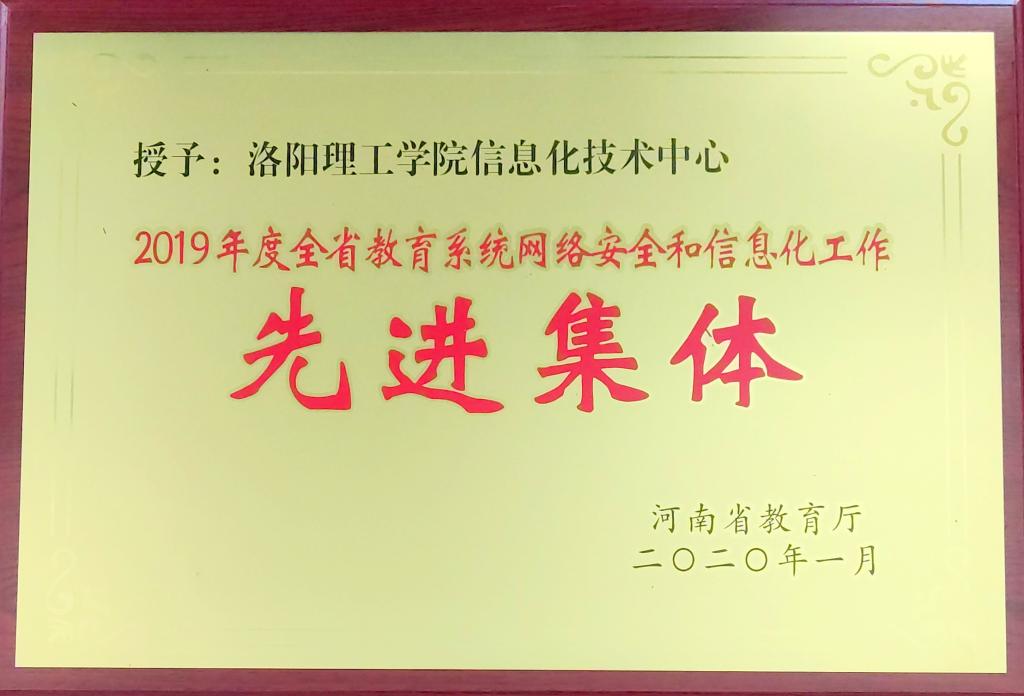 授予：洛阳理工学院信息化技术中心
2019年度全省教育系统网络安全和信息化工作
先进集体
河南省教育厅
二〇二〇年一月